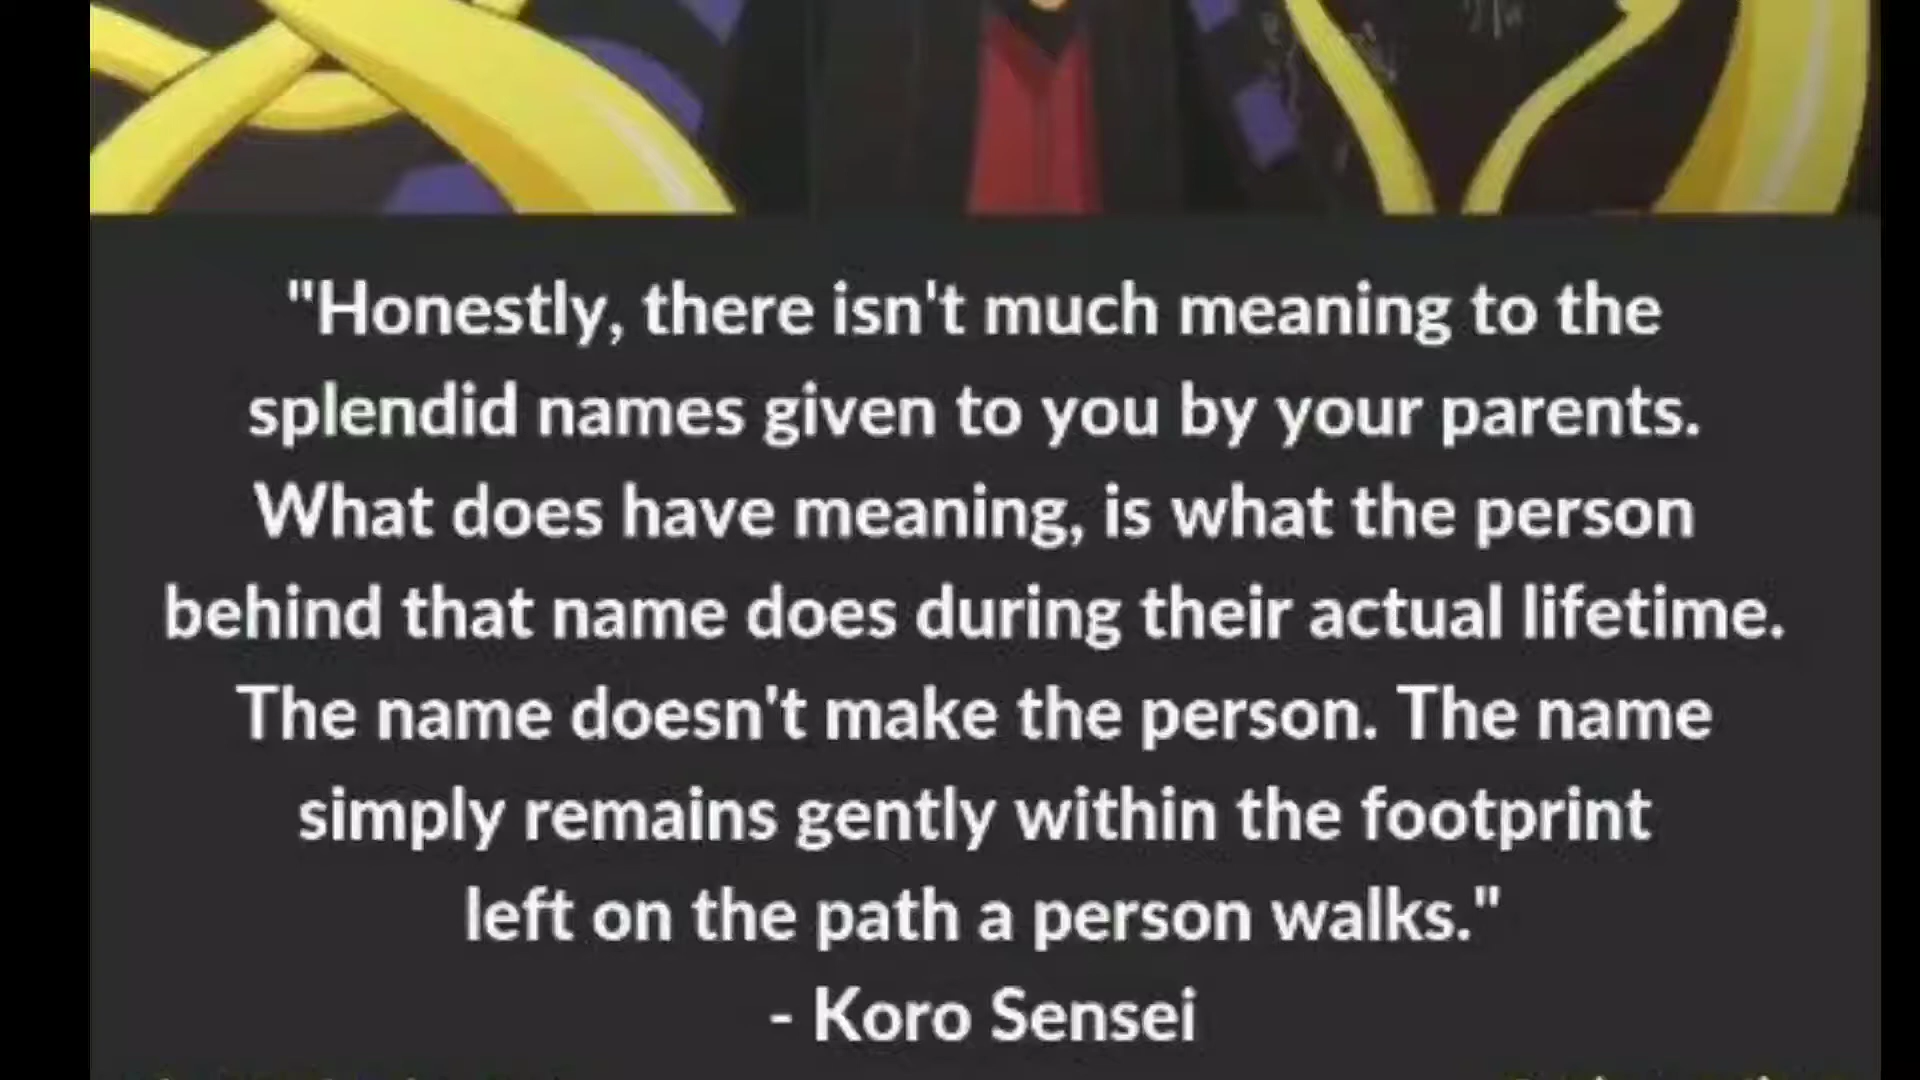 "Honestly, there isn't much meaning to the
splendid names given to you by your parents.
What does have meaning, is what the person
behind that name does during their actual lifetime.
The name doesn't make the person. The name
simply remains gently within the footprint
left on the path a person walks."
- Koro Sensei